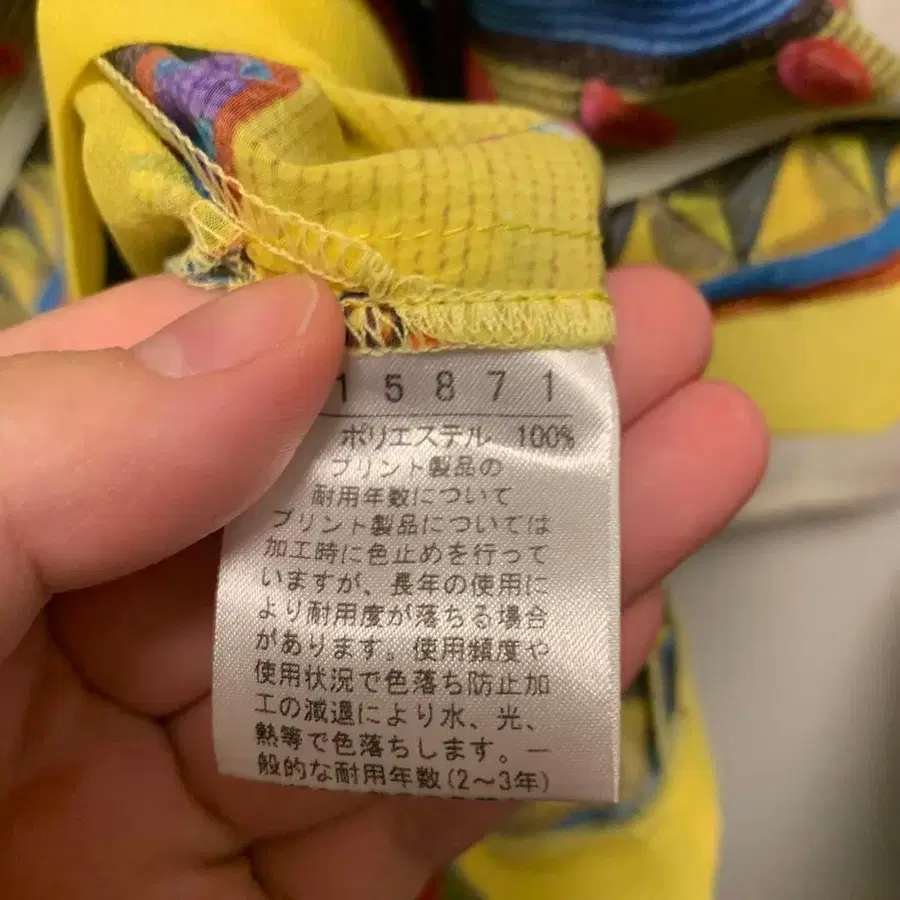 15871
ポリエステル 100%
プリント製品の
耐用年数について
プリント製品については
加工時に色止めを行って
いますが、長年の使用に
より耐用度が落ちる場合
があります。使用頻度や
使用状況で色落ち防止加
工の減退により水、光、
熱等で色落ちします。一
般的な耐用年数(2～3年)